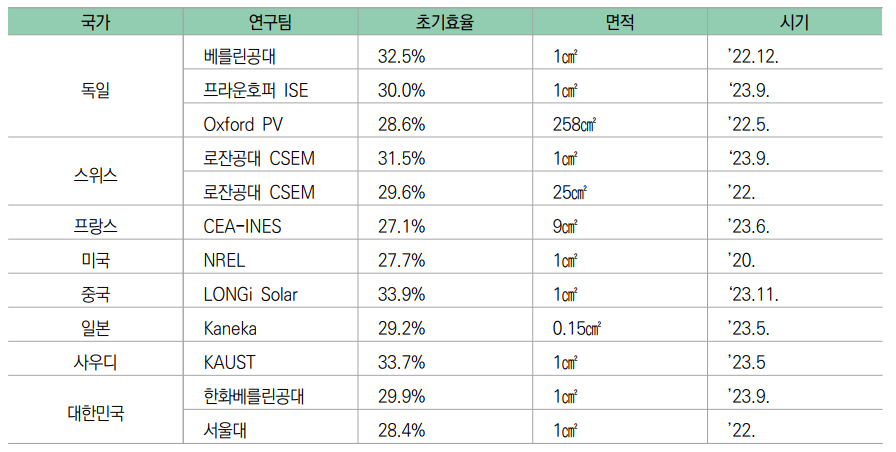 국가 연구팀 초기효율 면적 시기
독일 베를린공대 32.5% 1㎠ ’22.12.
프라운호퍼 ISE 30.0% 1㎠ ‘23.9.
Oxford PV 28.6% 258㎠ ’22.5.
스위스 로잔공대 CSEM 31.5% 1㎠ ‘23.9.
로잔공대 CSEM 29.6% 25㎠ ’22.
프랑스 CEA-INES 27.1% 9㎠ ’23.6.
미국 NREL 27.7% 1㎠ ’20.
중국 LONGi Solar 33.9% 1㎠ ‘23.11.
일본 Kaneka 29.2% 0.15㎠ ’23.5.
사우디 KAUST 33.7% 1㎠ ’23.5
대한민국 한화베를린공대 29.9% 1㎠ ’23.9.
서울대 28.4% 1㎠ ’22.